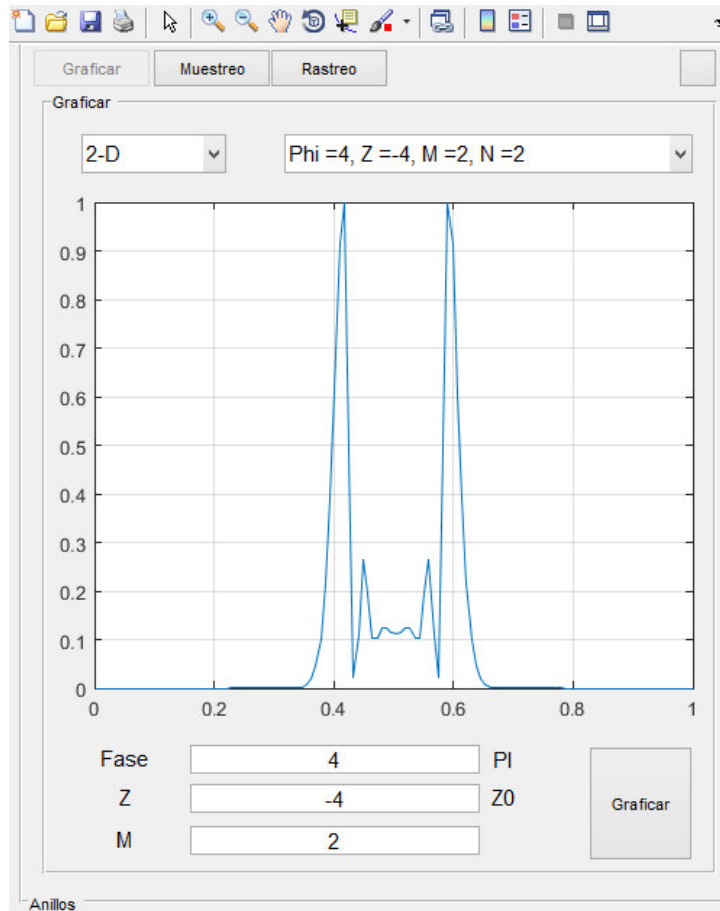 Graficar Muestreo Rastreo
Graficar
2-D Phi =4, Z =-4, M =2, N =2
1
0.9
0.8
0.7
0.6
0.5
0.4
0.3
0.2
0.1
0
0 0.2 0.4 0.6 0.8 1
Fase 4 PI
Z -4 Z0
Graficar
M 2
Anillos